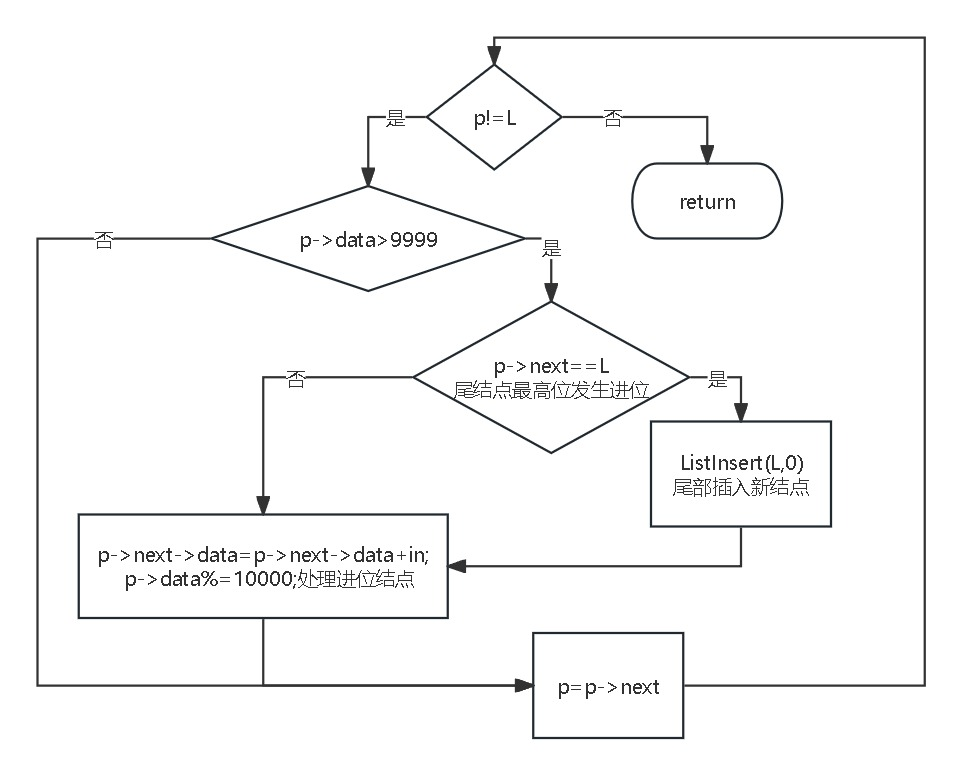 p!=L
是
否
return
p->data>9999
否
是
p->next==L
尾结点最高位发生进位
否
是
ListInsert(L,0)
尾部插入新结点
p->next->data=p->next->data+in;
p->data%=10000;处理进位结点
p=p->next